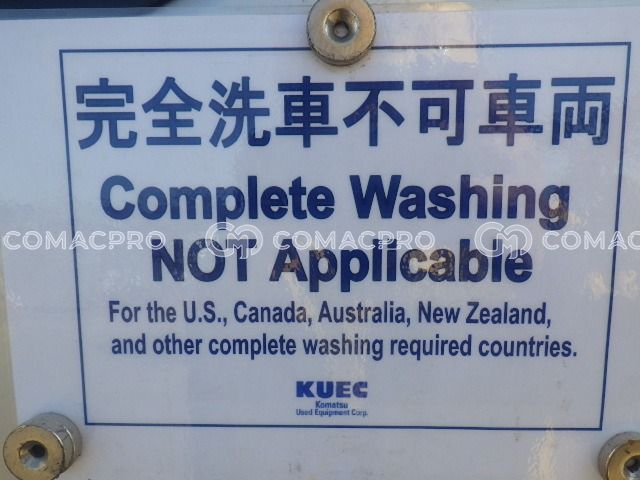 完全洗車不可車両
Complete Washing
NOT Applicable
COMACPRO COMACPRO COMACPRO
For the U.S., Canada, Australia, New Zealand,
and other complete washing required countries.
KUEC
Komatsu
Used Equipment Corp.